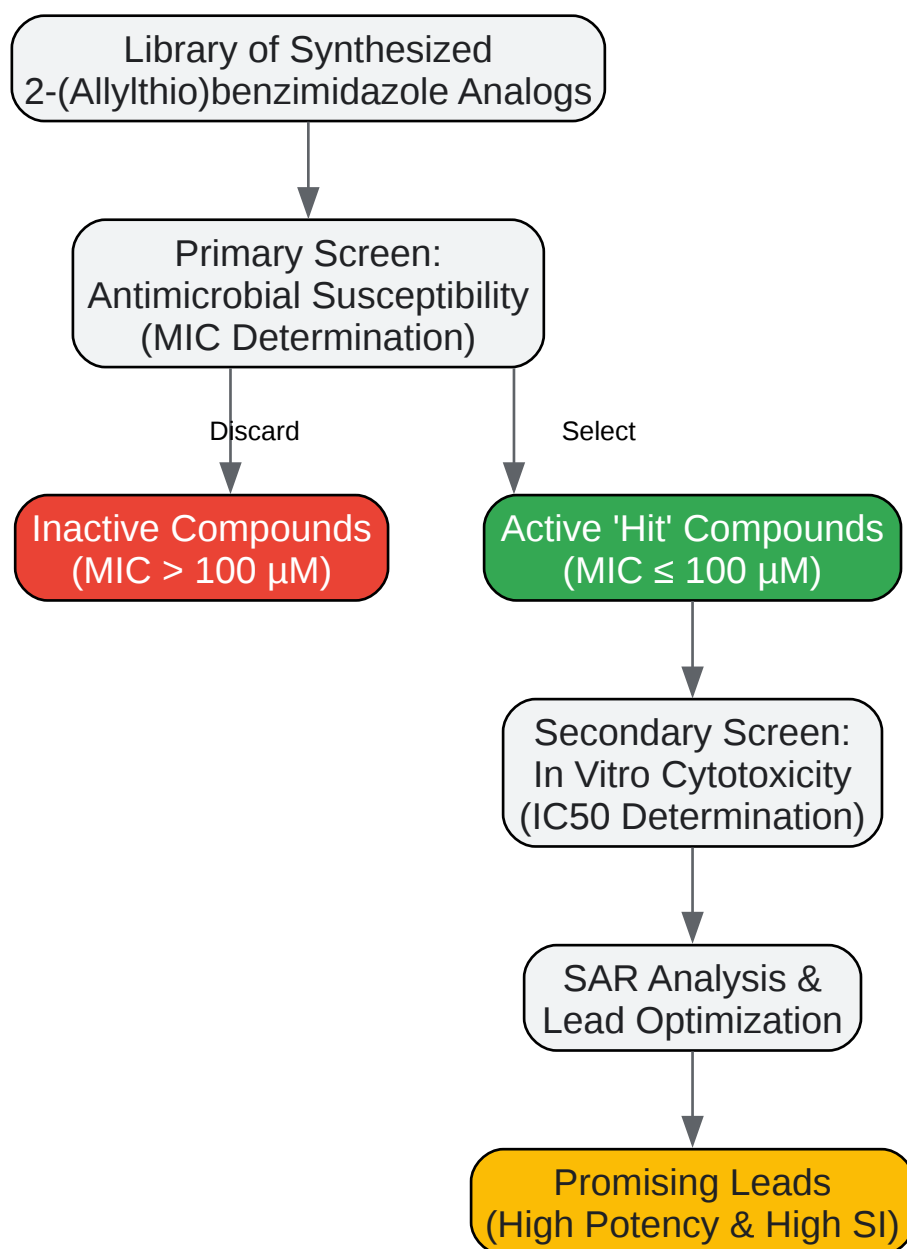 Library of Synthesized
2-(Allylthio)benzimidazole Analogs
Primary Screen:
Antimicrobial Susceptibility
(MIC Determination)
Discard
Select
Inactive Compounds
(MIC > 100 µM)
Active 'Hit' Compounds
(MIC ≤ 100 µM)
Secondary Screen:
In Vitro Cytotoxicity
(IC50 Determination)
SAR Analysis &
Lead Optimization
Promising Leads
(High Potency & High SI)